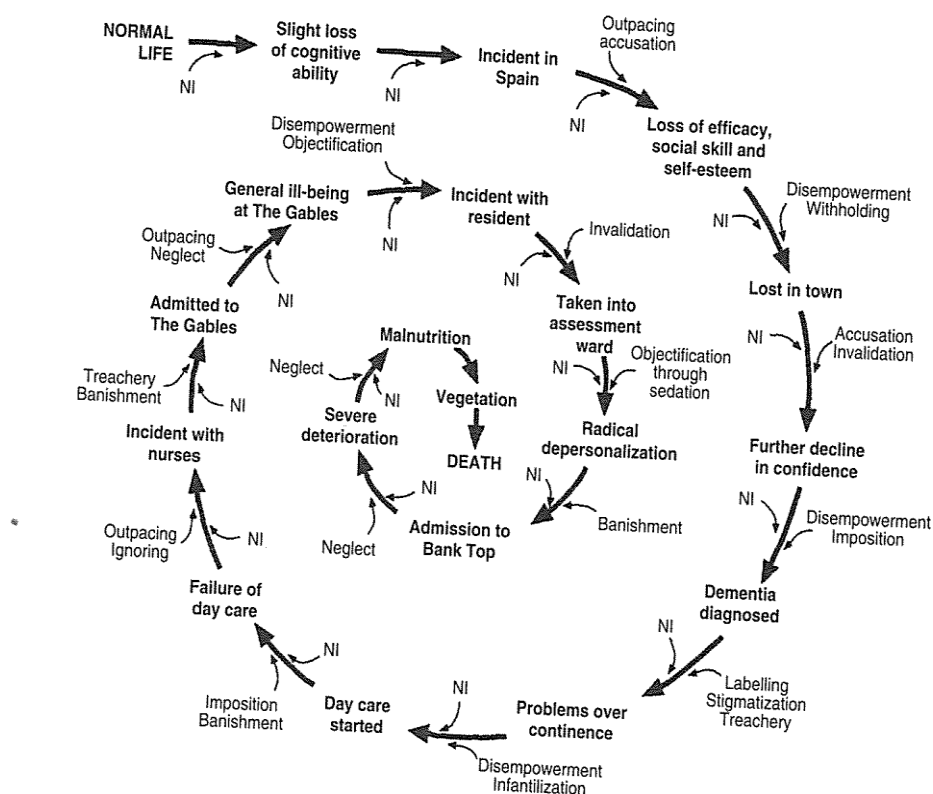 NORMAL
LIFE
NI
Slight loss
of cognitive
ability
NI
Incident in
Spain
Outpacing
accusation
NI
Loss of efficacy,
social skill and
self-esteem
Disempowerment
Withholding
NI
Lost in town
Accusation
Invalidation
NI
Further decline
in confidence
Disempowerment
Imposition
NI
Dementia
diagnosed
NI
Labelling
Stigmatization
Treachery
Problems over
continence
NI
Disempowerment
Infantilization
Day care
started
NI
Imposition
Banishment
Failure of
day care
Outpacing
Ignoring
NI
Incident with
nurses
Treachery
Banishment
NI
Admitted to
The Gables
Outpacing
Neglect
NI
General ill-being
at The Gables
Disempowerment
Objectification
NI
Incident with
resident
Invalidation
NI
Taken into
assessment
ward
Objectification
through
sedation
NI
Radical
depersonalization
NI
Banishment
Admission to
Bank Top
NI
Neglect
Severe
deterioration
Neglect
NI
Malnutrition
Vegetation
DEATH